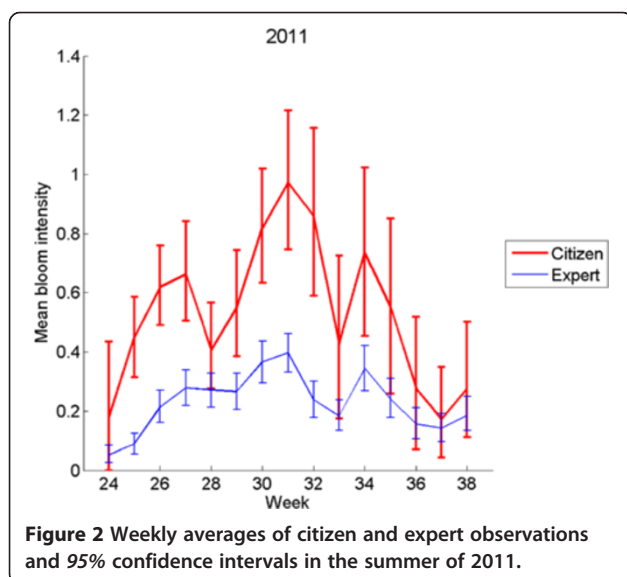 2011
1.4
1.2
1
0.8
0.6
0.4
0.2
0
Mean bloom intensity
24 26 28 30 32 34 36 38
Week
Citizen
Expert
Figure 2 Weekly averages of citizen and expert observations
and 95% confidence intervals in the summer of 2011.